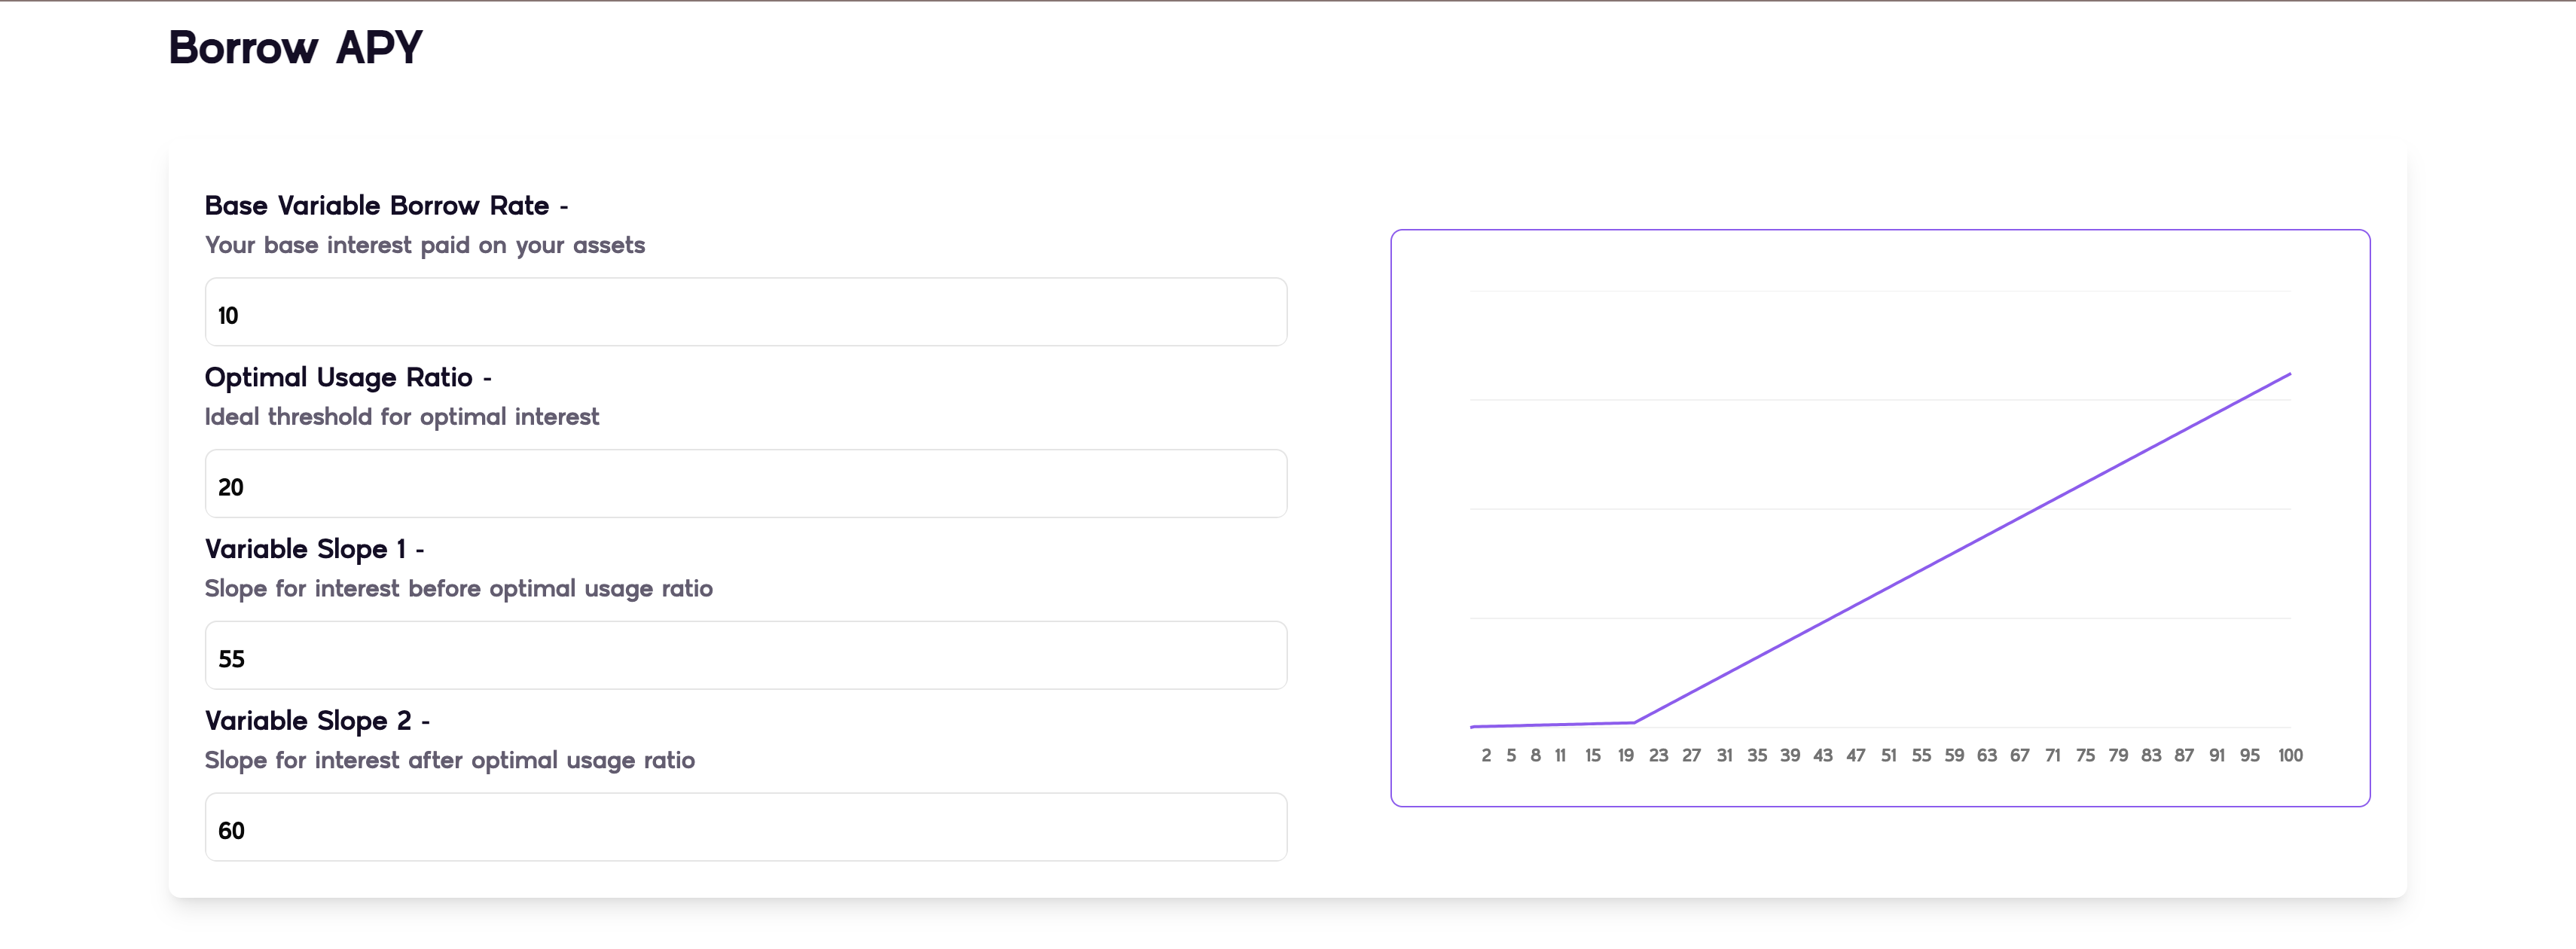 Borrow APY
Base Variable Borrow Rate -
Your base interest paid on your assets
10
Optimal Usage Ratio -
Ideal threshold for optimal interest
20
Variable Slope 1 -
Slope for interest before optimal usage ratio
55
Variable Slope 2 -
Slope for interest after optimal usage ratio
60
2 5 8 11 15 19 23 27 31 35 39 43 47 51 55 59 63 67 71 75 79 83 87 91 95 100